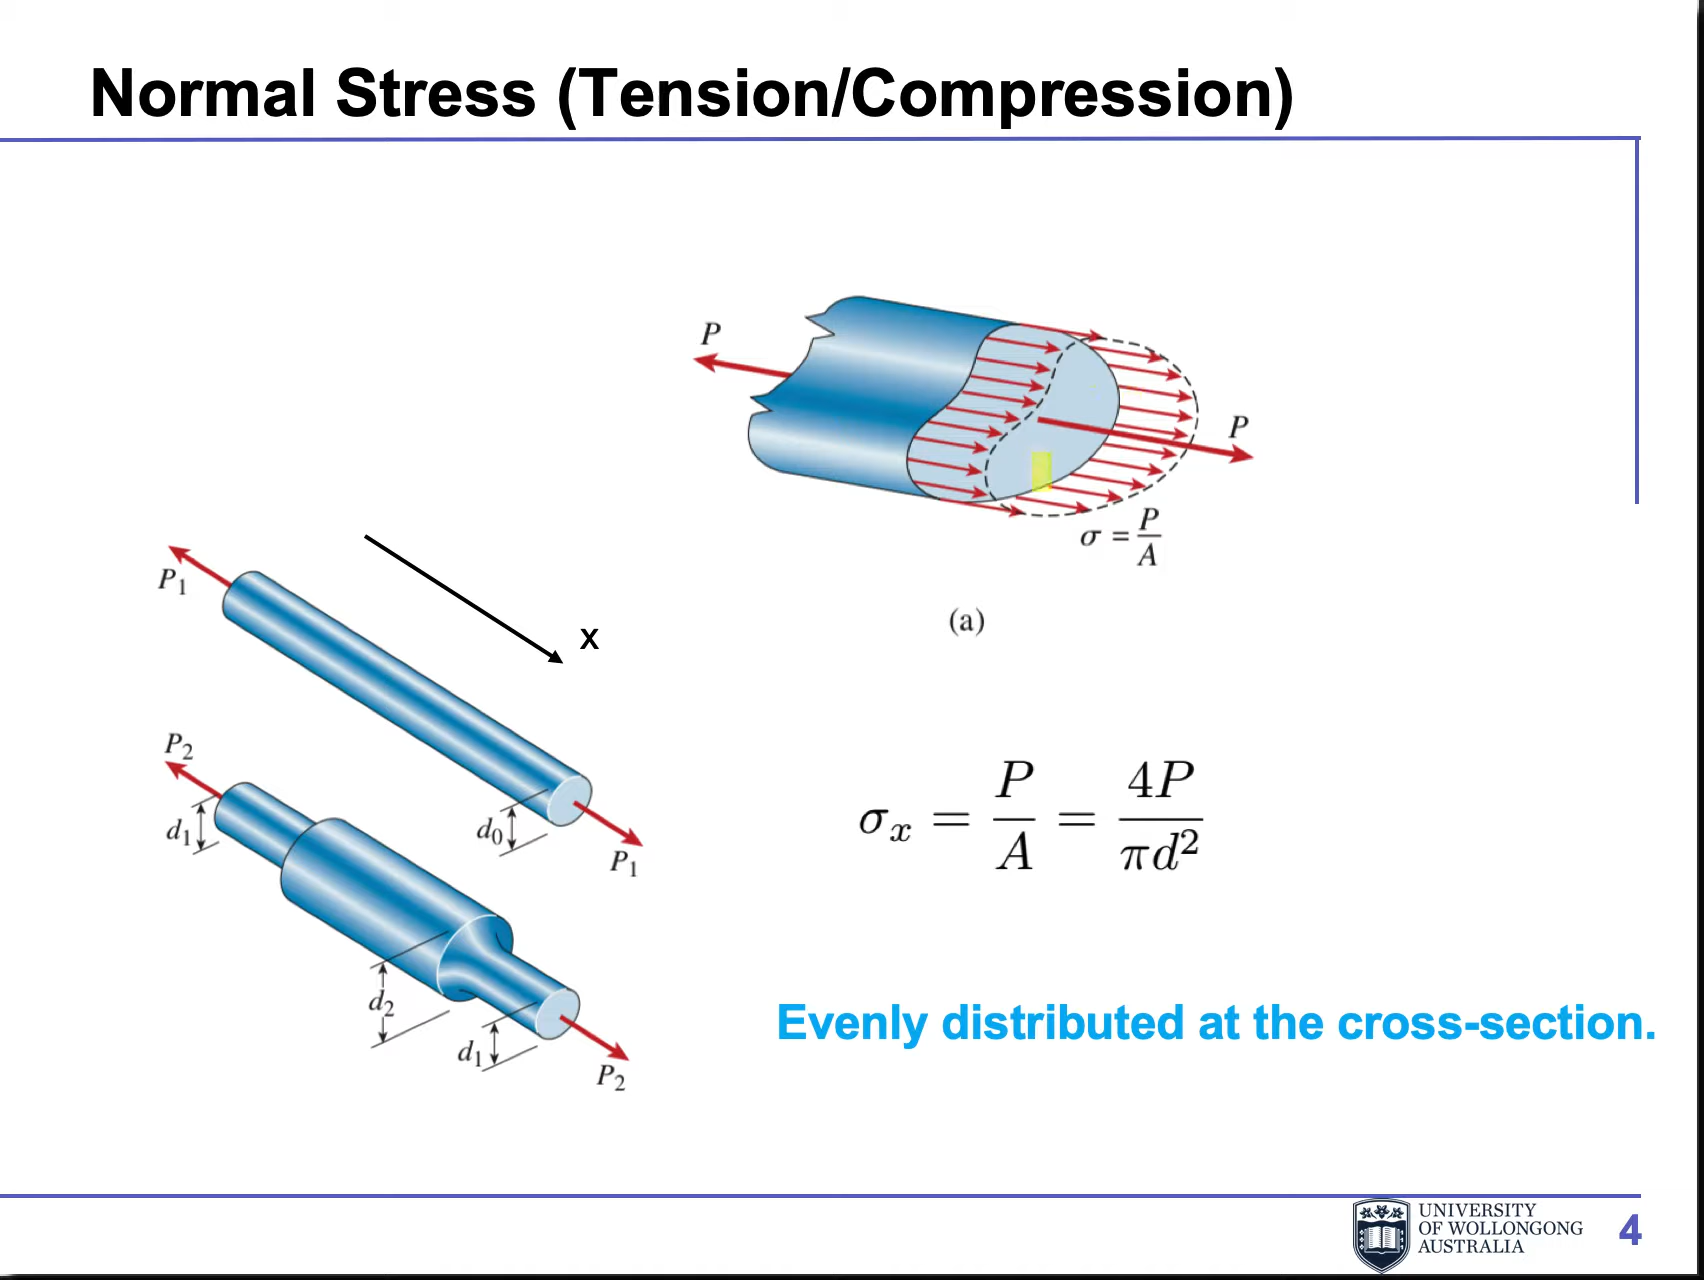 Normal Stress (Tension/Compression)
P
P
σ = P/A
(a)
x
P₁
d₀
P₁
P₂
d₁
d₂
d₁
P₂
σₓ = P/A = 4P/πd²
Evenly distributed at the cross-section.
UNIVERSITY
OF WOLLONGONG
AUSTRALIA
4